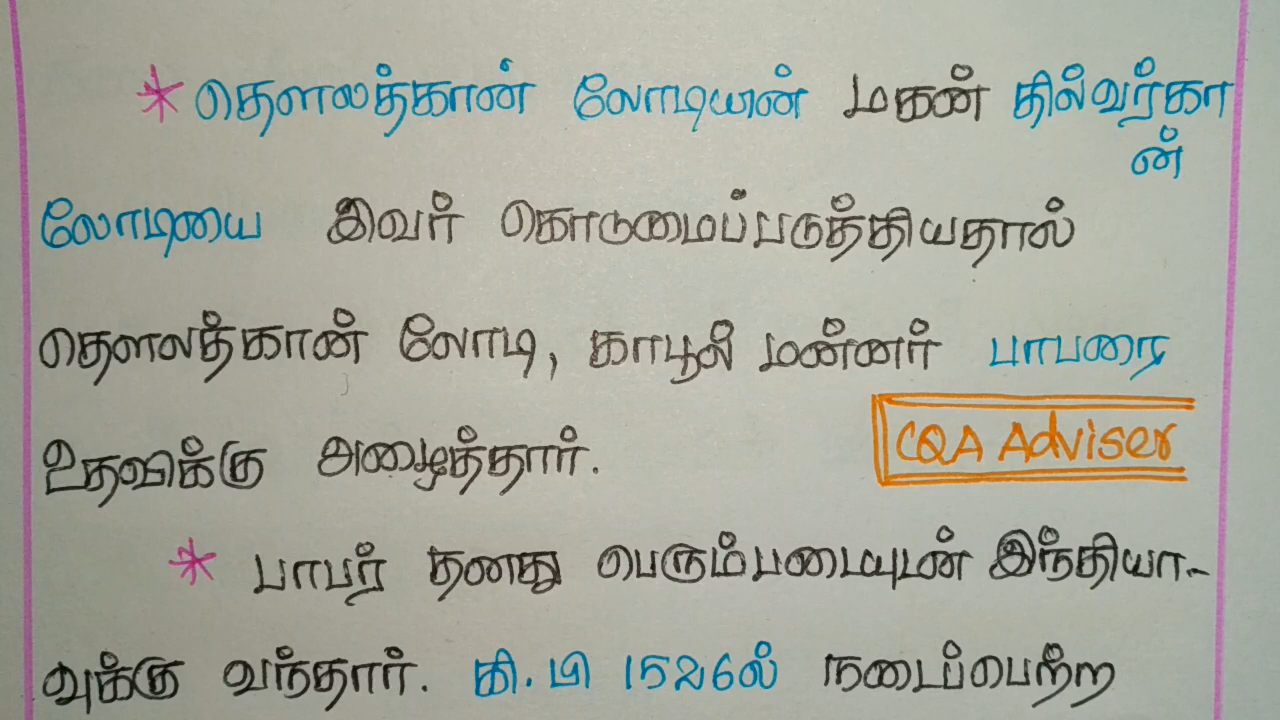 * தௌலத்கான் லோடியின் மகன் தில்வர்கா
ன்
லோடியை இவர் கொடுமைப்படுத்தியதால்
தௌலத்கான் லோடி, காபூல் மன்னர் பாபரை
உதவிக்கு அழைத்தார்.
CQA Adviser
* பாபர் தனது பெரும்படையுடன் இந்தியா-
வுக்கு வந்தார். கி.பி 1526ல் நடைப்பெற்ற